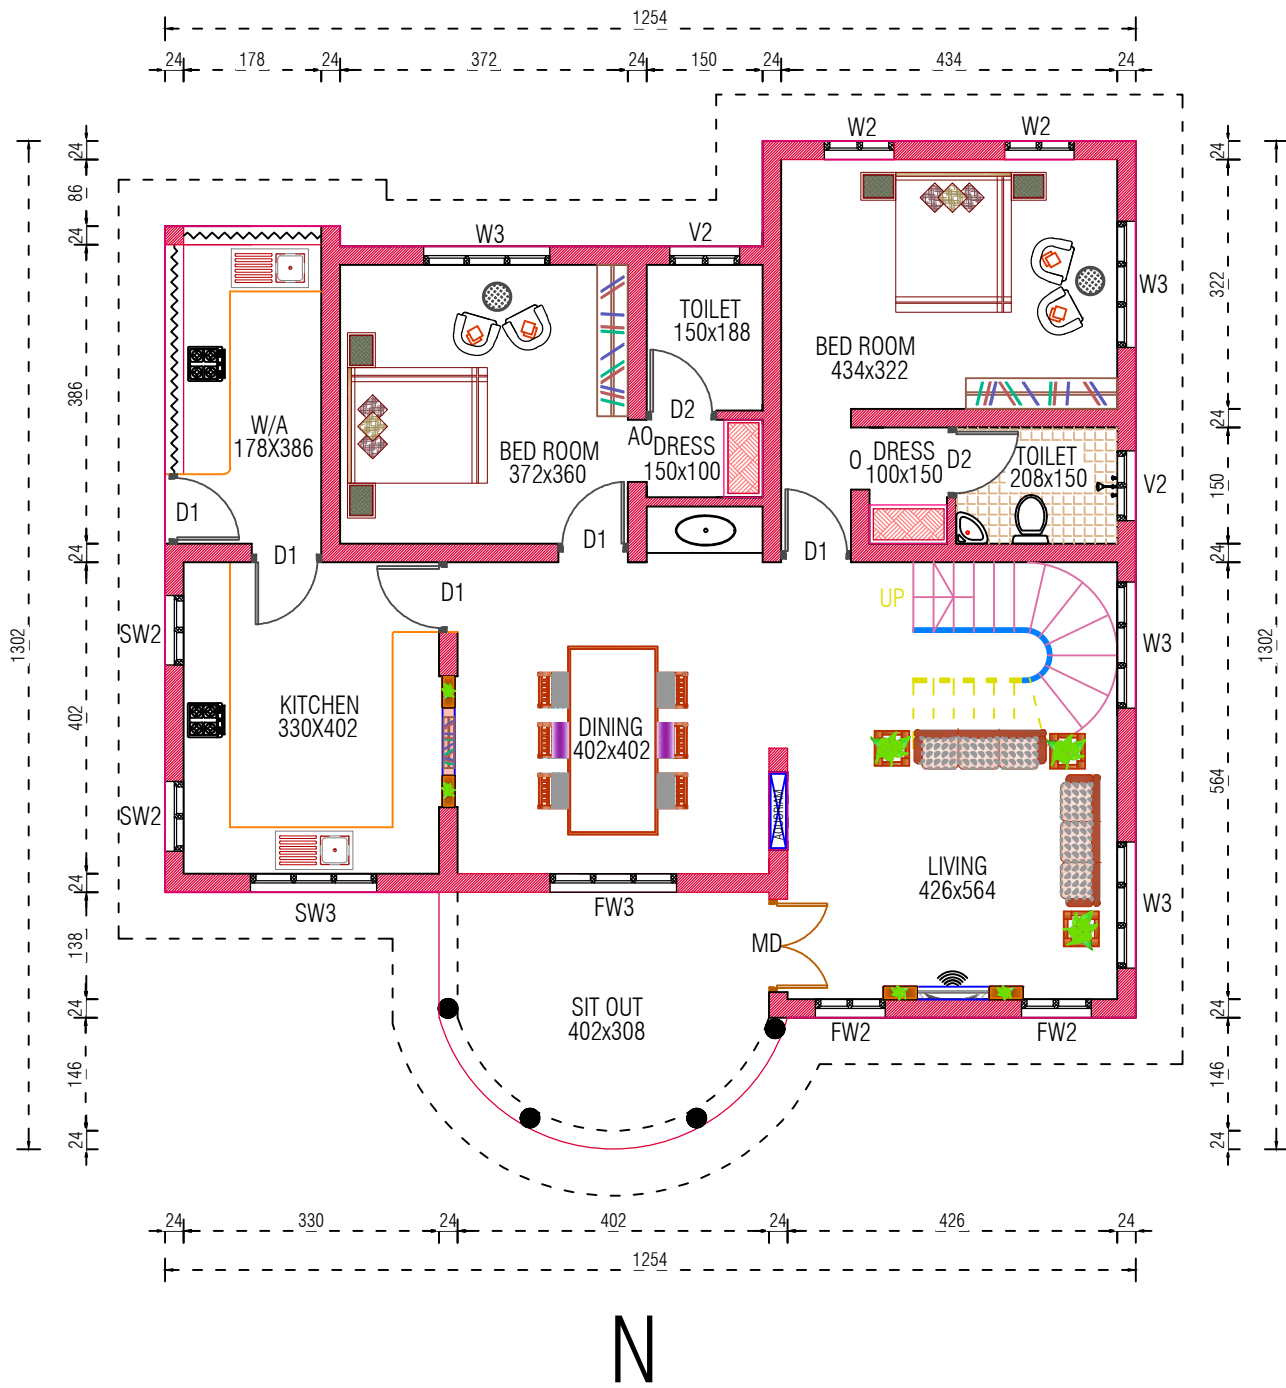 1254
24 178 24 372 24 150 24 434 24
W2 W2
24
86
24
386
24
402
24
138
24
146
24
1302
24
322
24
150
24
564
24
146
24
1302
W3
V2
TOILET
150x188
BED ROOM
434x322
W3
W/A
178X386
D2
A0
DRESS
150x100
BED ROOM
372x360
O
DRESS
100x150
D2
TOILET
208x150
V2
D1
D1
D1
D1
D1
UP
SW2
W3
KITCHEN
330X402
DINING
402x402
SW2
LIVING
426x564
W3
SW3
FW3
MD
SIT OUT
402x308
FW2
FW2
24 330 24 402 24 426 24
1254
N